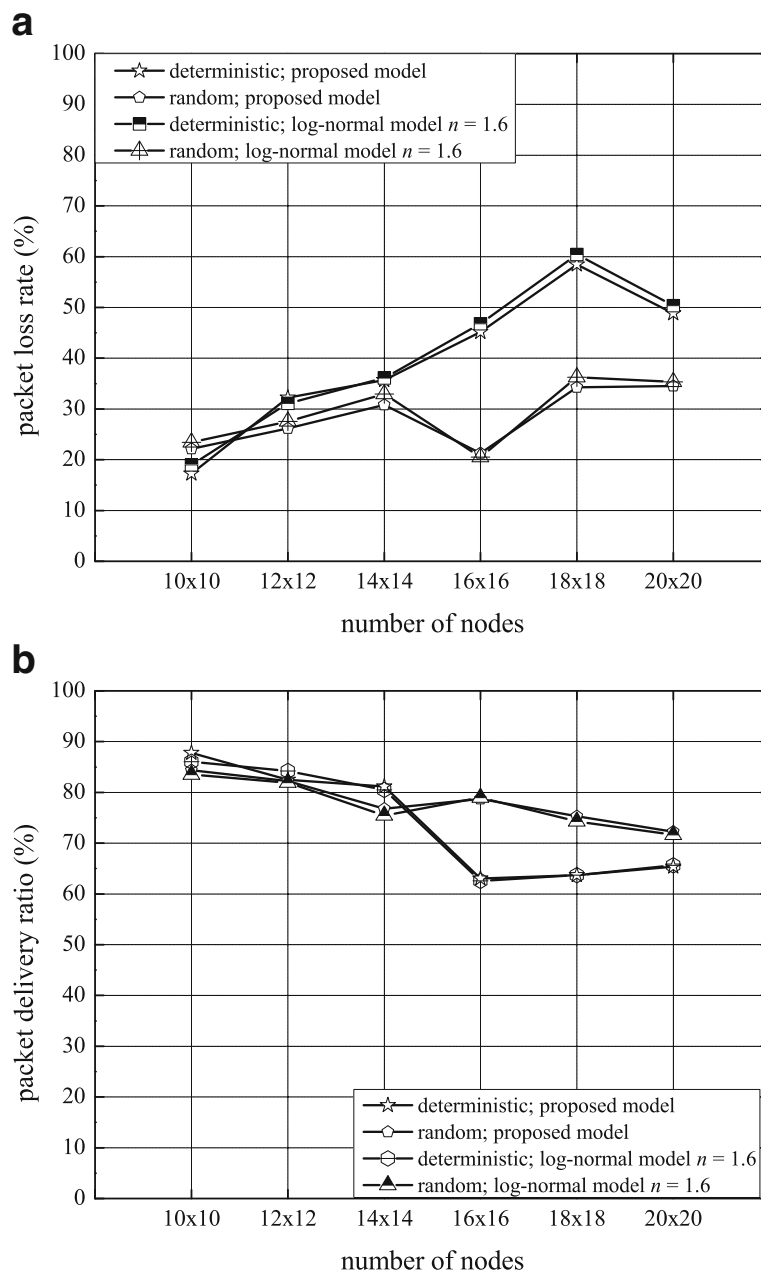 a
100
90
80
70
60
50
40
30
20
10
0
packet loss rate (%)
deterministic; proposed model
random; proposed model
deterministic; log-normal model n = 1.6
random; log-normal model n = 1.6
10x10 12x12 14x14 16x16 18x18 20x20
number of nodes
b
100
90
80
70
60
50
40
30
20
10
0
packet delivery ratio (%)
deterministic; proposed model
random; proposed model
deterministic; log-normal model n = 1.6
random; log-normal model n = 1.6
10x10 12x12 14x14 16x16 18x18 20x20
number of nodes